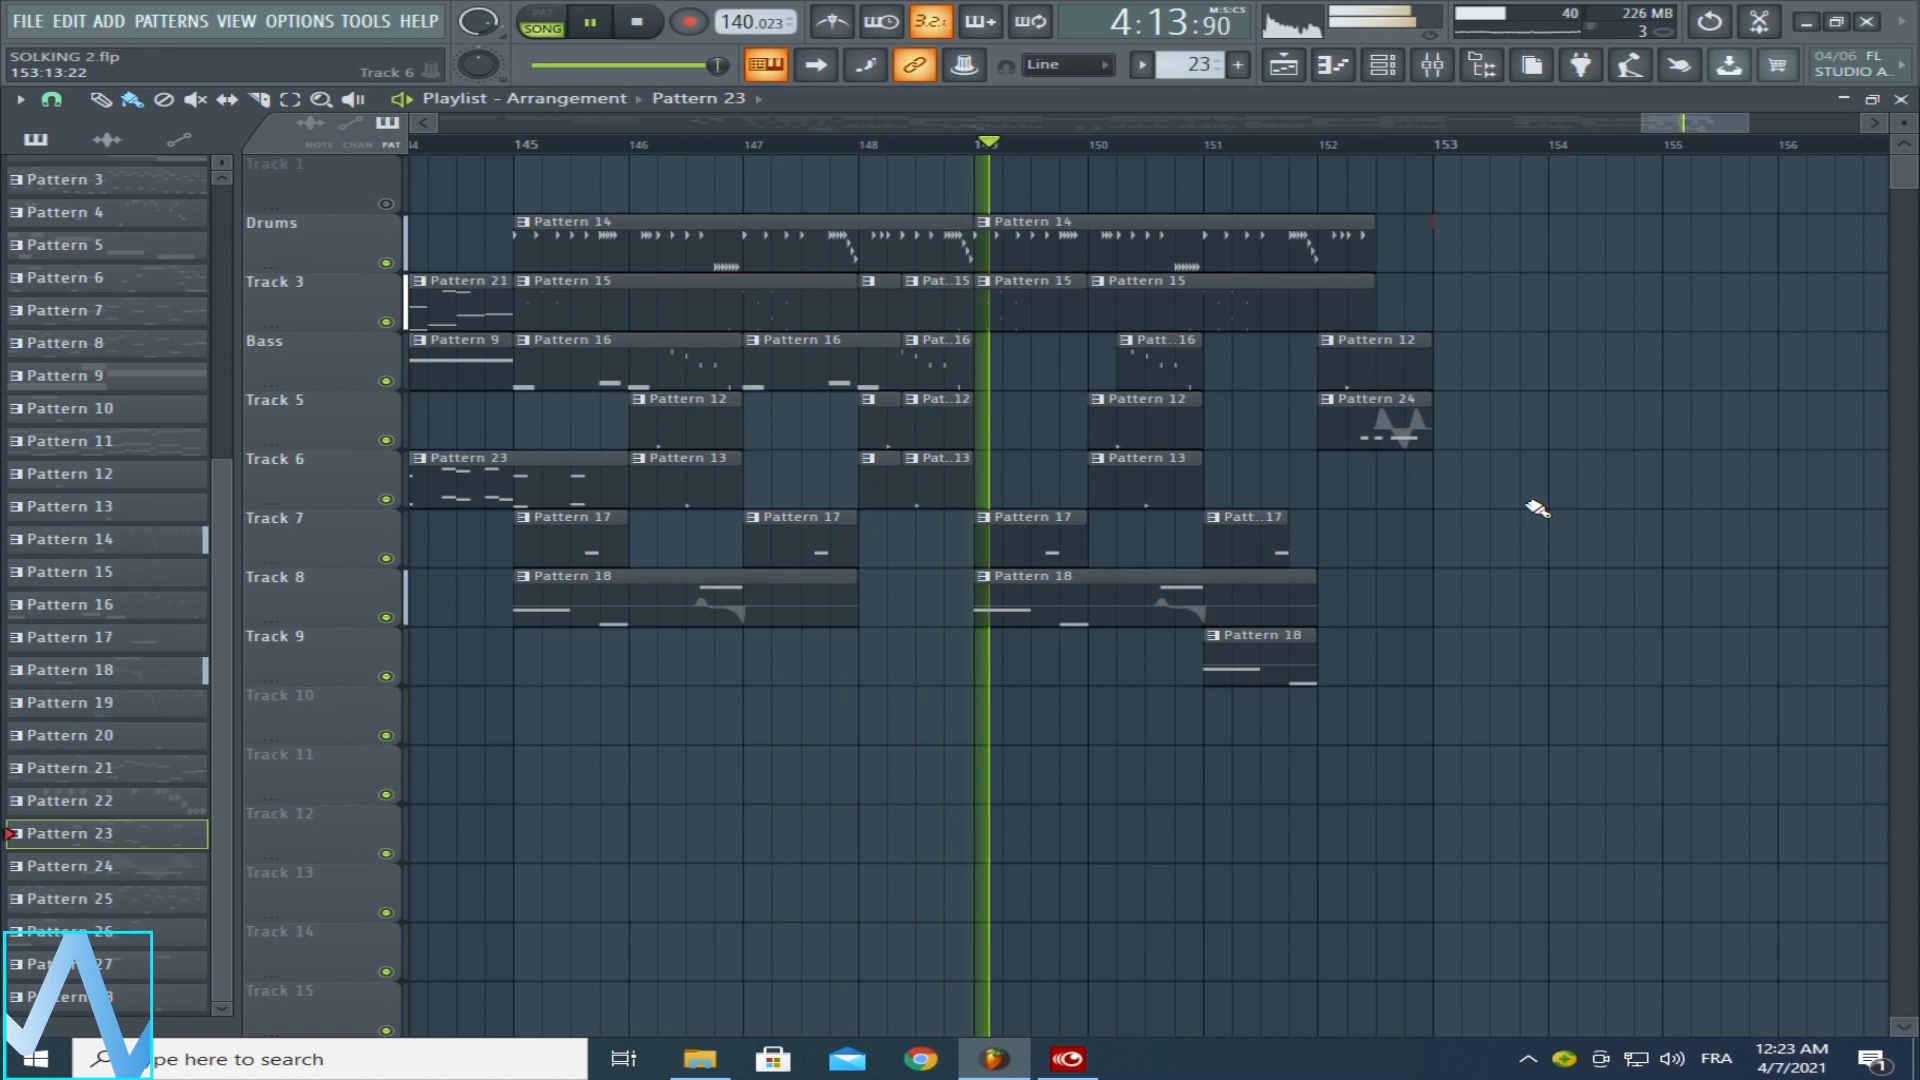 FILE EDIT ADD PATTERNS VIEW OPTIONS TOOLS HELP
PAT
SONG
140.023
3.2.
4:13:90
M:S:CS
40
226 MB
3
SOLKING 2.flp
153:13:22
Track 6
Line
23
04/06 FL
STUDIO A..
Playlist - Arrangement
Pattern 23
NOTE CHAN PAT
145 146 147 148 150 151 152 153 154 155 156
Pattern 3
Pattern 4
Pattern 5
Pattern 6
Pattern 7
Pattern 8
Pattern 9
Pattern 10
Pattern 11
Pattern 12
Pattern 13
Pattern 14
Pattern 15
Pattern 16
Pattern 17
Pattern 18
Pattern 19
Pattern 20
Pattern 21
Pattern 22
Pattern 23
Pattern 24
Pattern 25
Pattern 26
Track 1
Drums
Pattern 14 Pattern 14
Track 3
Pattern 21 Pattern 15 Pat..15 Pattern 15 Pattern 15
Bass
Pattern 9 Pattern 16 Pattern 16 Pat..16 Patt..16 Pattern 12
Track 5
Pattern 12 Pat..12 Pattern 12 Pattern 24
Track 6
Pattern 23 Pattern 13 Pat..13 Pattern 13
Track 7
Pattern 17 Pattern 17 Pattern 17 Patt..17
Track 8
Pattern 18 Pattern 18
Track 9
Pattern 18
Track 10
Track 11
Track 12
Track 13
Track 14
Track 15
pe here to search
FRA
12:23 AM
4/7/2021
1